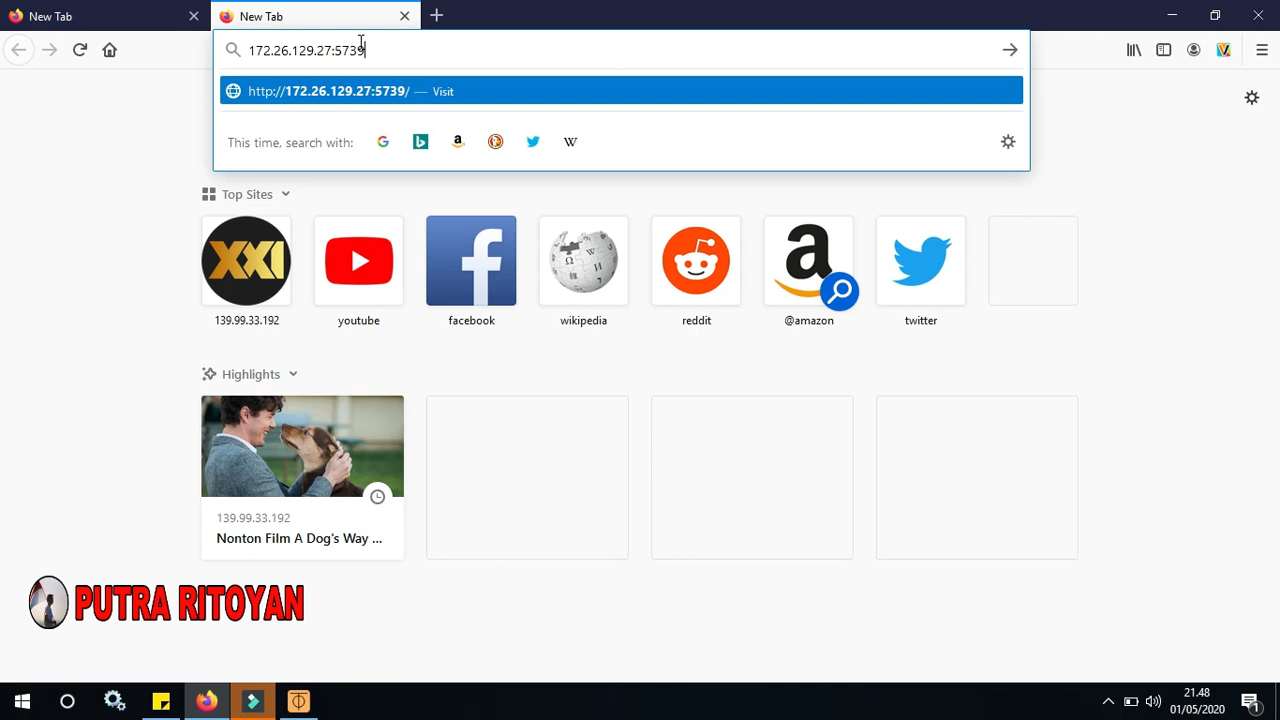 New Tab
New Tab
172.26.129.27:5739
http://172.26.129.27:5739/ — Visit
This time, search with:
Top Sites
XXI
139.99.33.192
youtube
facebook
wikipedia
reddit
@amazon
twitter
Highlights
139.99.33.192
Nonton Film A Dog's Way ...
PUTRA RITOYAN
21.48
01/05/2020